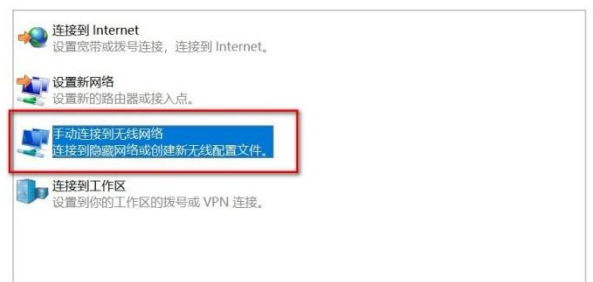 连接到 Internet
设置宽带或拨号连接，连接到 Internet。
设置新网络
设置新的路由器或接入点。
手动连接到无线网络
连接到隐藏网络或创建新无线配置文件。
连接到工作区
设置到你的工作区的拨号或 VPN 连接。